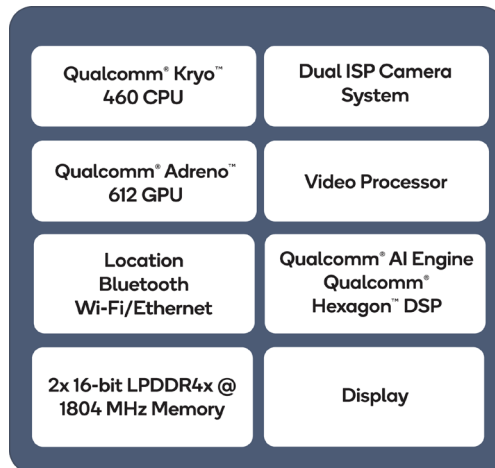 Qualcomm® Kryo™
460 CPU
Dual ISP Camera
System
Qualcomm® Adreno™
612 GPU
Video Processor
Location
Bluetooth
Wi-Fi/Ethernet
Qualcomm® AI Engine
Qualcomm®
Hexagon™ DSP
2x 16-bit LPDDR4x @
1804 MHz Memory
Display